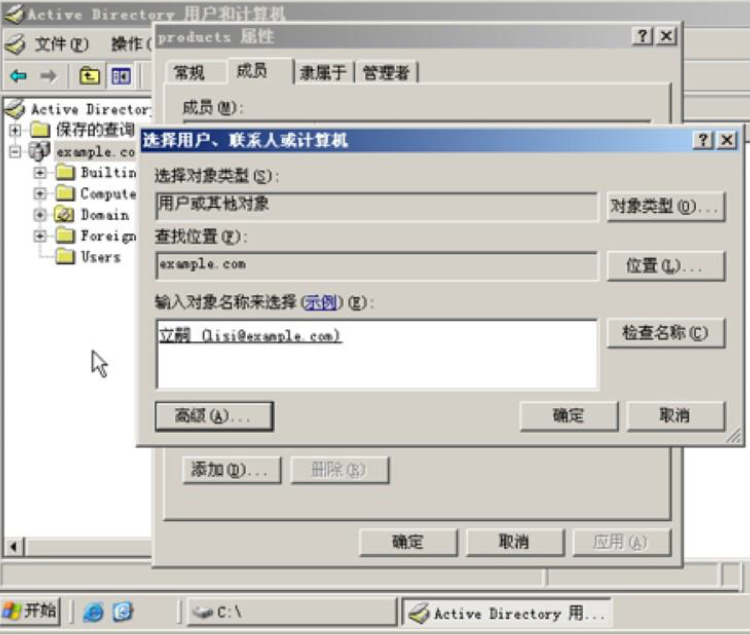 Active Directory 用户和计算机
文件(F) 操作(
products 属性
常规 成员 隶属于 管理者
成员(M):
Active Director
保存的查询
example.co
Builtin
Compute
Domain
Foreign
Users
选择用户、联系人或计算机
选择对象类型(S):
用户或其他对象
对象类型(O)...
查找位置(F):
example.com
位置(L)...
输入对象名称来选择(示例)(E):
立嗣 (lisi@example.com)
检查名称(C)
高级(A)...
确定
取消
添加(D)...
删除(R)
确定
取消
应用(A)
开始
C:\
Active Directory 用...